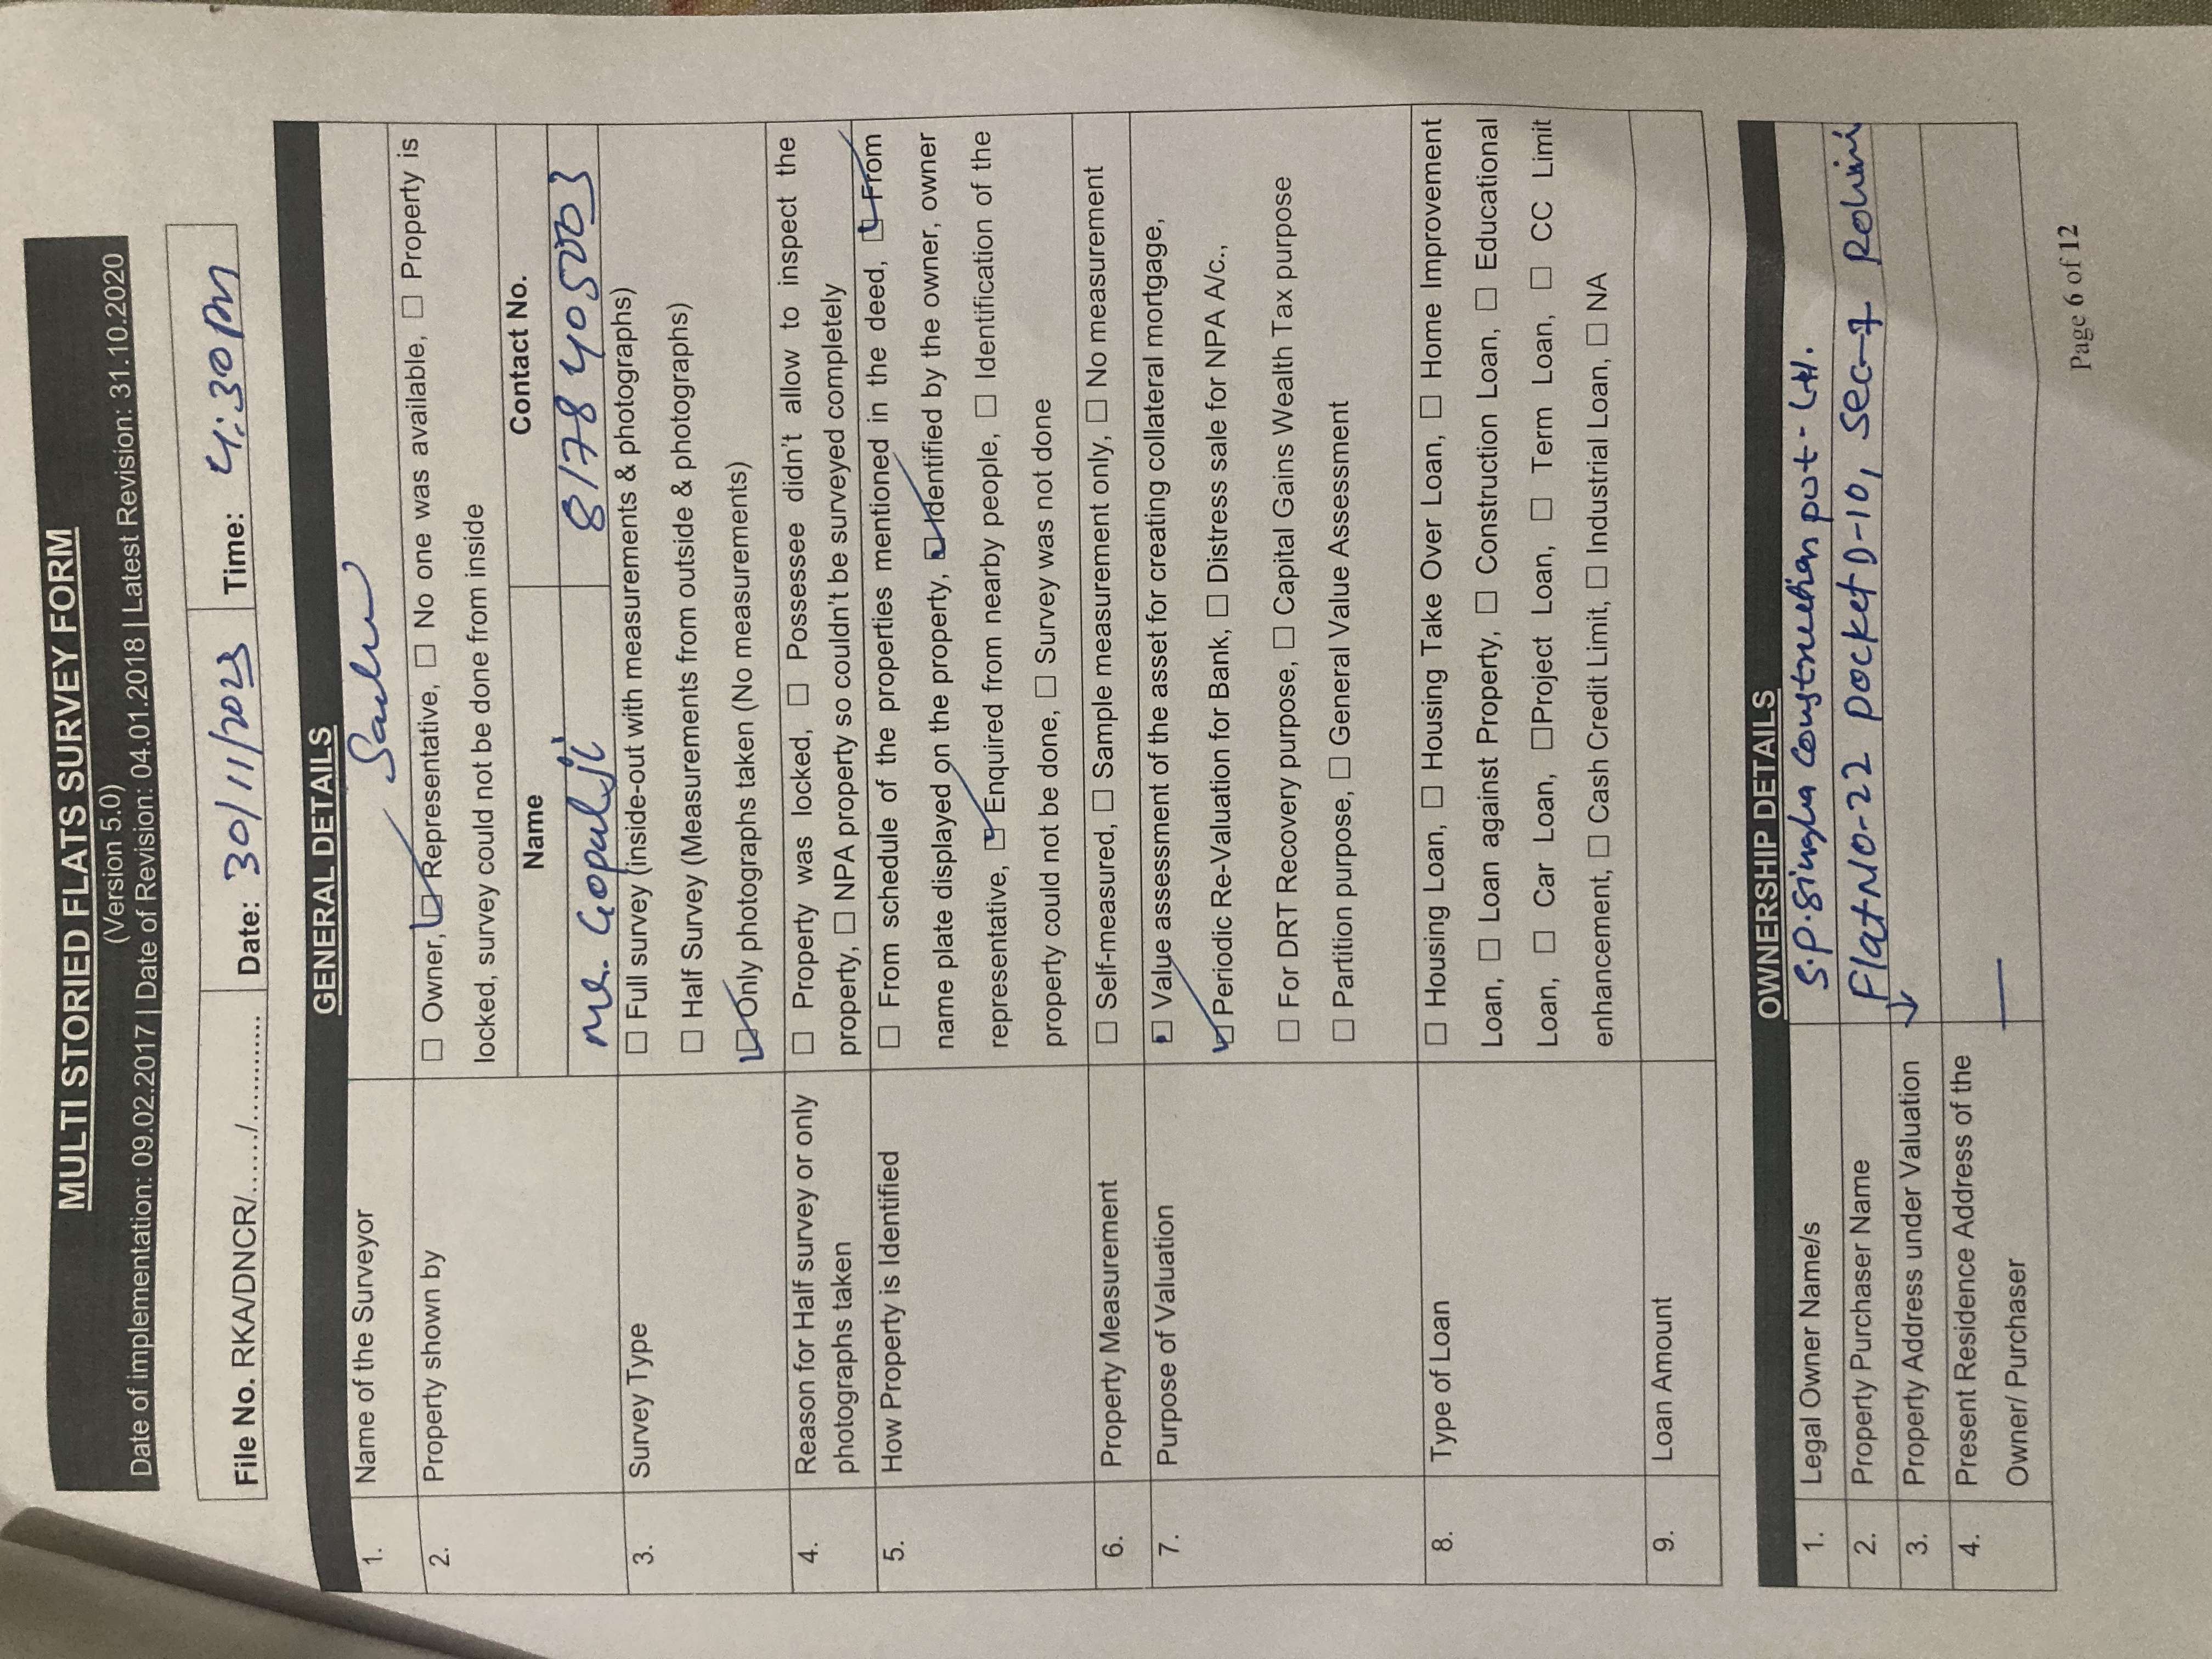 MULTI STORIED FLATS SURVEY FORM
(Version 5.0)
Date of implementation: 09.02.2017 | Date of Revision: 04.01.2018 | Latest Revision: 31.10.2020
File No. RKA/DNCR/....../........... Date: 30/11/2023 Time: 4:30 PM
GENERAL DETAILS
1. Name of the Surveyor
2. Property shown by ☐ Owner, ☑ Representative, ☐ No one was available, ☐ Property is
locked, survey could not be done from inside
Name Contact No.
Mr. Gopal ji 8178405003
3. Survey Type ☐ Full survey (inside-out with measurements & photographs)
☐ Half Survey (Measurements from outside & photographs)
☑ Only photographs taken (No measurements)
4. Reason for Half survey or only ☐ Property was locked, ☐ Possessee didn't allow to inspect the
photographs taken property, ☐ NPA property so couldn't be surveyed completely
5. How Property is Identified ☐ From schedule of the properties mentioned in the deed, ☑ From
name plate displayed on the property, ☑ Identified by the owner, owner
representative, ☑ Enquired from nearby people, ☐ Identification of the
property could not be done, ☐ Survey was not done
6. Property Measurement ☐ Self-measured, ☐ Sample measurement only, ☐ No measurement
7. Purpose of Valuation ☐ Value assessment of the asset for creating collateral mortgage,
☑ Periodic Re-Valuation for Bank, ☐ Distress sale for NPA A/c.,
☐ For DRT Recovery purpose, ☐ Capital Gains Wealth Tax purpose
☐ Partition purpose, ☐ General Value Assessment
8. Type of Loan ☐ Housing Loan, ☐ Housing Take Over Loan, ☐ Home Improvement
Loan, ☐ Loan against Property, ☐ Construction Loan, ☐ Educational
Loan, ☐ Car Loan, ☐Project Loan, ☐ Term Loan, ☐ CC Limit
enhancement, ☐ Cash Credit Limit, ☐ Industrial Loan, ☐ NA
9. Loan Amount
OWNERSHIP DETAILS
1. Legal Owner Name/s S.P. Singla Construction Pvt. Ltd.
2. Property Purchaser Name Flat No-22 Pocket D-10, Sec-7 Rohini
3. Property Address under Valuation
4. Present Residence Address of the
Owner/ Purchaser —
Page 6 of 12